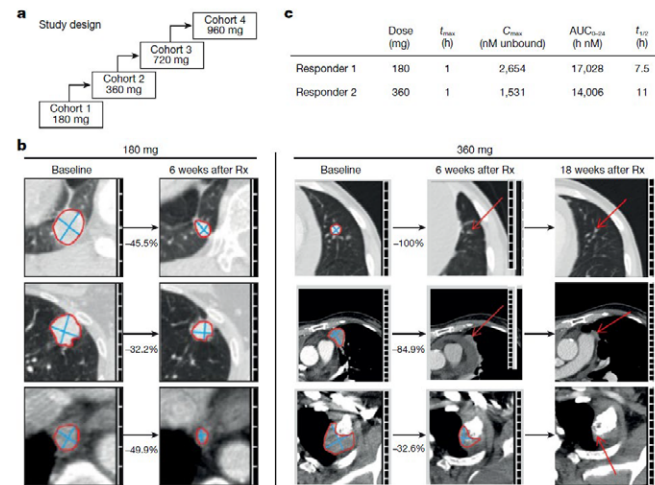 a
Study design
Cohort 4
960 mg
Cohort 3
720 mg
Cohort 2
360 mg
Cohort 1
180 mg
c
Dose (mg) tmax (h) Cmax (nM unbound) AUC0–24 (h nM) t1/2 (h)
Responder 1 180 1 2,654 17,028 7.5
Responder 2 360 1 1,531 14,006 11
b
180 mg
Baseline 6 weeks after Rx
–45.5%
–32.2%
–49.9%
360 mg
Baseline 6 weeks after Rx 18 weeks after Rx
–100%
–84.9%
–32.6%